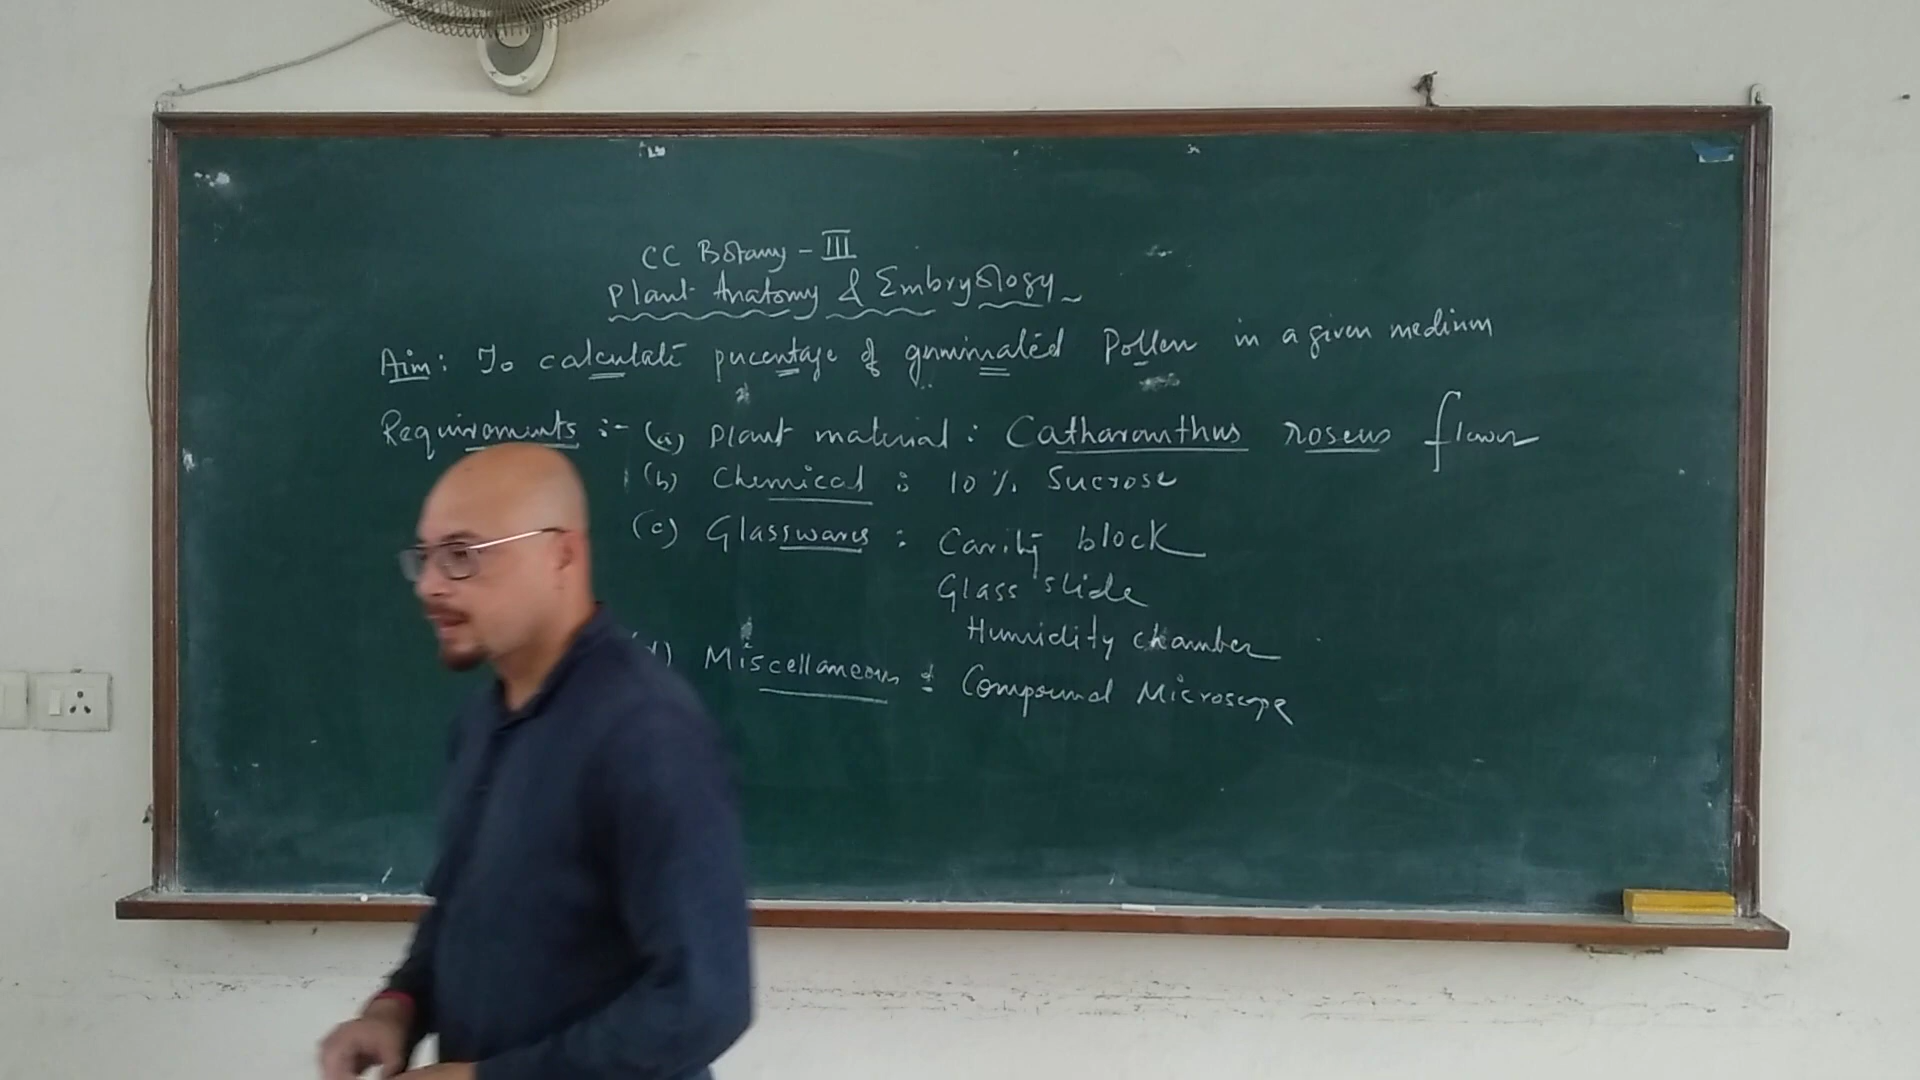 CC Botany - III
Plant Anatomy & Embryology
Aim: To calculate percentage of germinated Pollen in a given medium
Requirements :- (a) Plant material : Catharanthus roseus flower
(b) Chemical : 10 % Sucrose
(c) Glasswares : Cavity block
Glass slide
Humidity chamber
(d) Miscellaneous : Compound Microscope